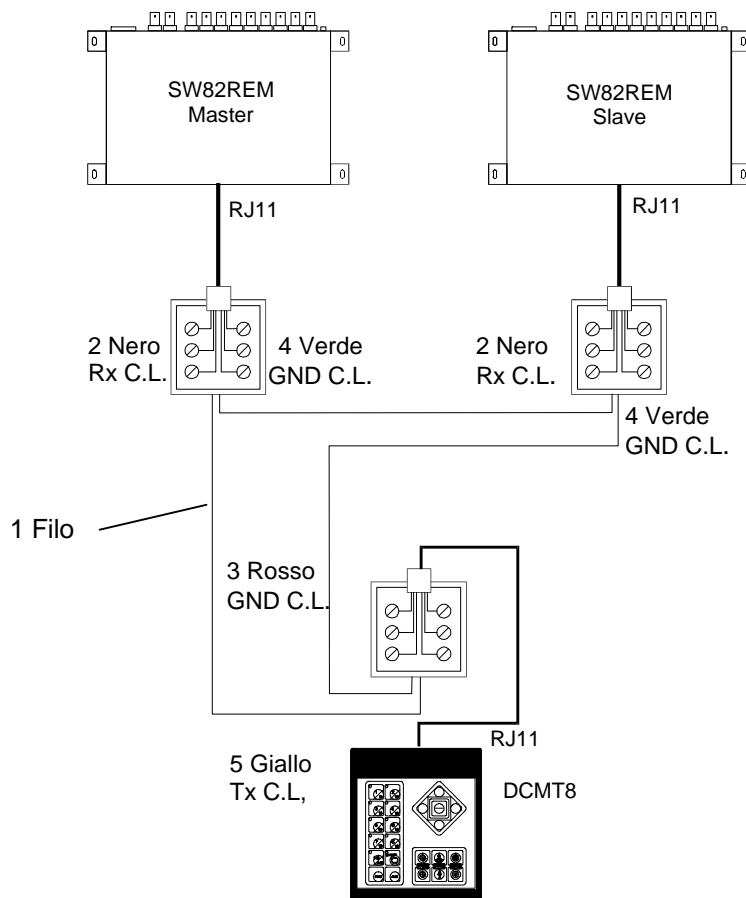 SW82REM
Master
SW82REM
Slave
RJ11
RJ11
2 Nero
Rx C.L.
4 Verde
GND C.L.
2 Nero
Rx C.L.
4 Verde
GND C.L.
1 Filo
3 Rosso
GND C.L.
RJ11
5 Giallo
Tx C.L,
DCMT8